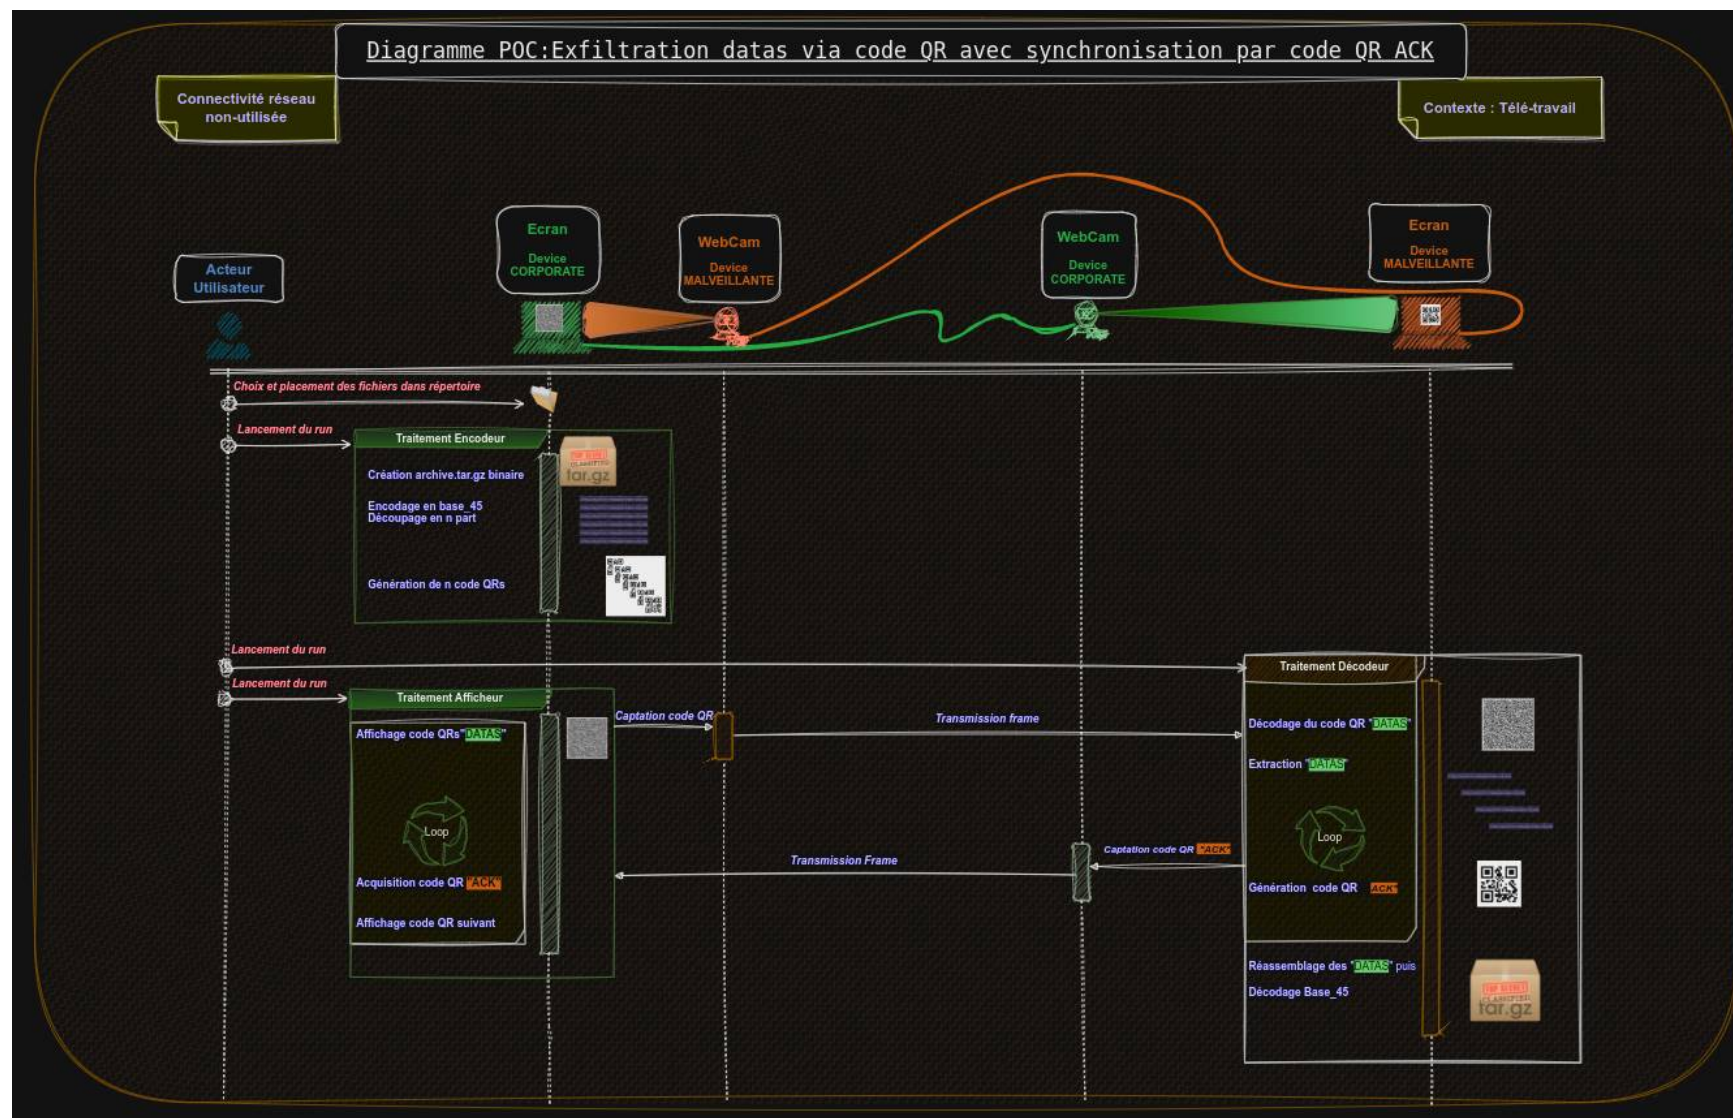 Diagramme POC:Exfiltration datas via code QR avec synchronisation par code QR ACK
Connectivité réseau
non-utilisée
Contexte : Télé-travail
Acteur
Utilisateur
Ecran
Device
CORPORATE
WebCam
Device
MALVEILLANTE
WebCam
Device
CORPORATE
Ecran
Device
MALVEILLANTE
Choix et placement des fichiers dans répertoire
Lancement du run
Traitement Encodeur
Création archive.tar.gz binaire
Encodage en base_45
Découpage en n part
Génération de n code QRs
TOP SECRET
CLASSIFIED
tar.gz
Lancement du run
Lancement du run
Traitement Afficheur
Affichage code QRs"DATAS"
Loop
Acquisition code QR "ACK"
Affichage code QR suivant
Captation code QR
Transmission frame
Transmission Frame
Captation code QR "ACK"
Traitement Décodeur
Décodage du code QR "DATAS"
Extraction "DATAS"
Loop
Génération code QR ACK"
Réassemblage des "DATAS" puis
Décodage Base_45
TOP SECRET
CLASSIFIED
tar.gz